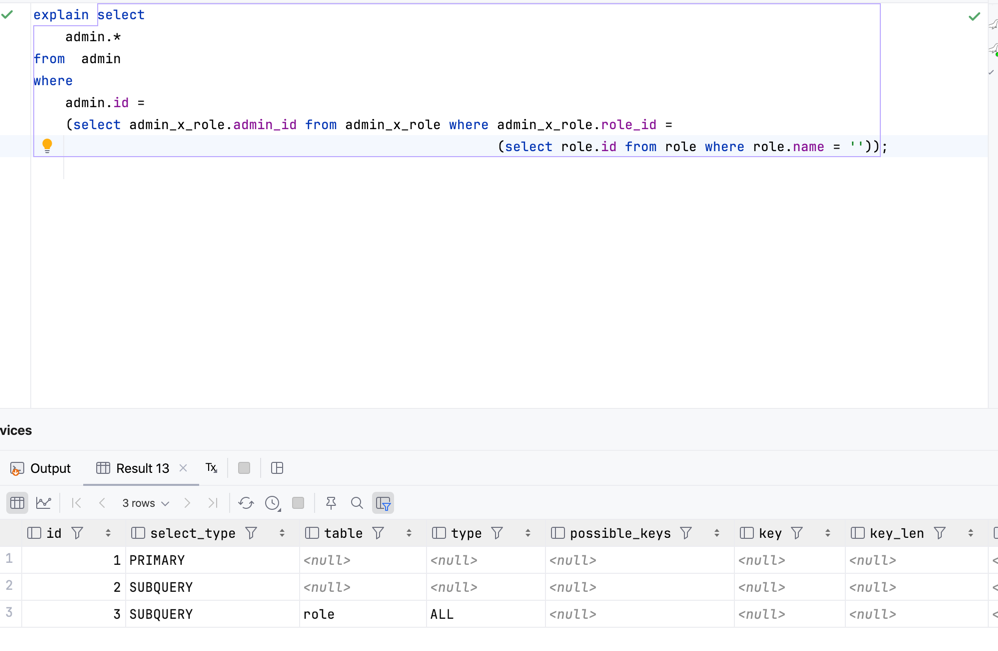 explain select
admin.*
from  admin
where
admin.id =
(select admin_x_role.admin_id from admin_x_role where admin_x_role.role_id =
(select role.id from role where role.name = ''));
vices
Output Result 13 × Tx
3 rows
id select_type table type possible_keys key key_len
1 1 PRIMARY <null> <null> <null> <null> <null>
2 2 SUBQUERY <null> <null> <null> <null> <null>
3 3 SUBQUERY role ALL <null> <null> <null>